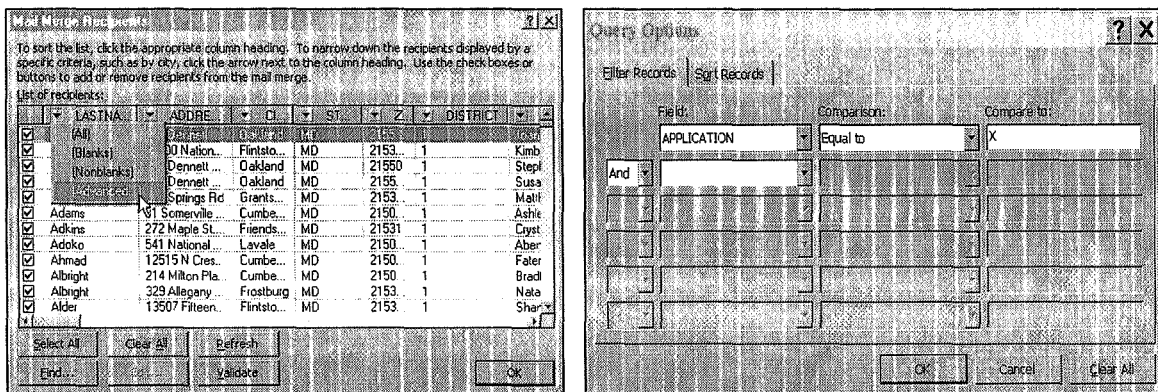 Mail Merge Recipients
To sort the list, click the appropriate column heading. To narrow down the recipients displayed by a
specific criteria, such as by city, click the arrow next to the column heading. Use the check boxes or
buttons to add or remove recipients from the mail merge.
List of recipients:
LASTNA... ADDRE... CI... ST... Z... DISTRICT
(All)
(Blanks) 00 Nation... Flintsto... MD 2153... 1 Kimb
(Nonblanks) Dennett ... Oakland MD 21550 1 Step
Dennett ... Oakland MD 2155... 1 Susa
(Advanced...) Springs Rd Grants... MD 2153... 1 Matt
Adams 31 Somerville ... Cumbe... MD 2150... 1 Ashle
Adkins 272 Maple St... Friends... MD 21531 1 Cryst
Adoko 541 National ... Lavale MD 2150... 1 Aber
Ahmad 12515 N Cres... Cumbe... MD 2150... 1 Fater
Albright 214 Milton Pla... Cumbe... MD 2150... 1 Bradl
Albright 329 Allegany ... Frostburg MD 2153... 1 Nata
Alder 13507 Fifteen... Flintsto... MD 2153... 1 Shar
Select All Clear All Refresh
Find... Validate OK
Query Options
Filter Records Sort Records
Field: Comparison: Compare to:
APPLICATION Equal to X
And
OK Cancel Clear All